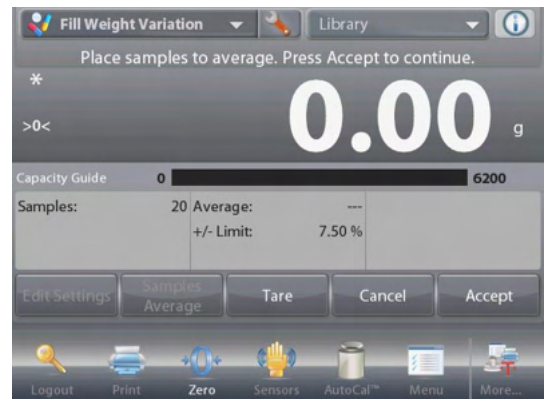 Fill Weight Variation
Library
Place samples to average. Press Accept to continue.
*
>0<
0.00 g
Capacity Guide 0 6200
Samples: 20 Average: ---
+/- Limit: 7.50 %
Edit Settings Samples Average Tare Cancel Accept
Logout Print Zero Sensors AutoCal™ Menu More...